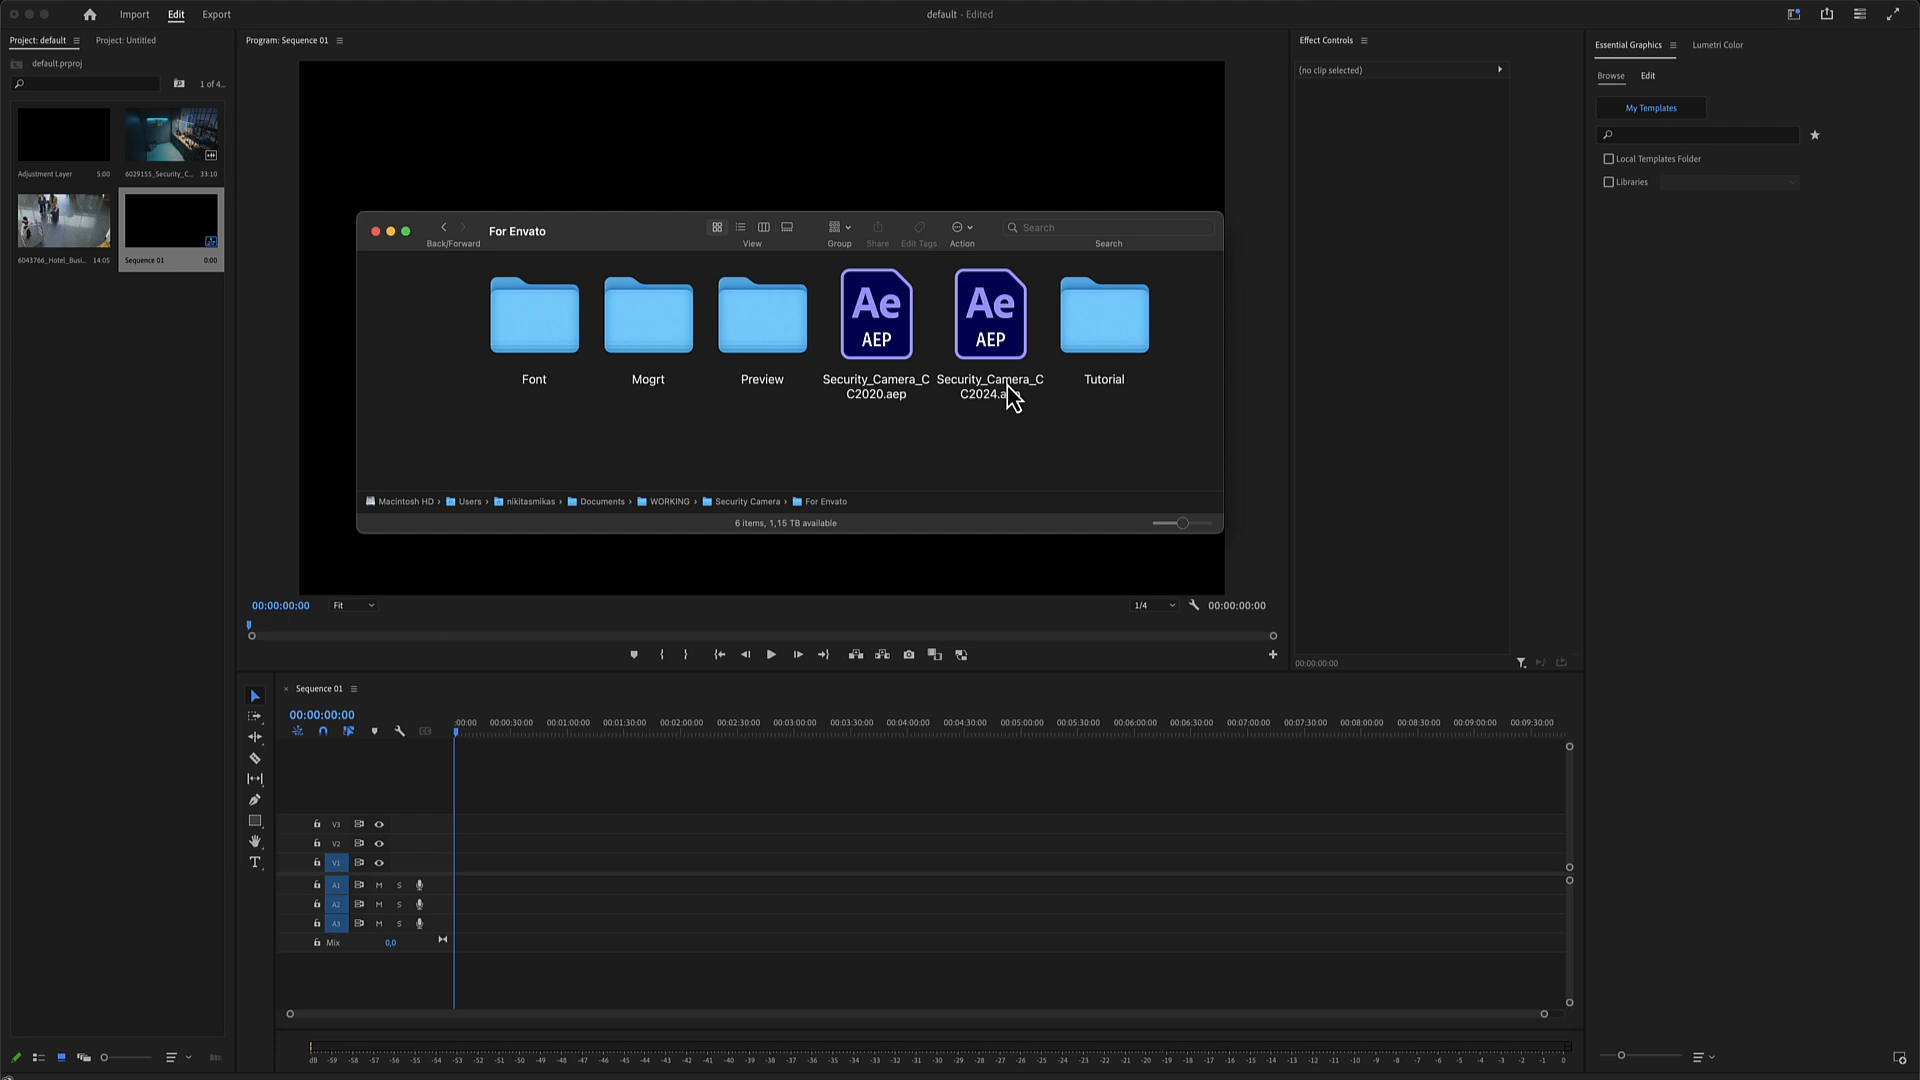 Import
Edit
Export
default - Edited
Project: default
Project: Untitled
Program: Sequence 01
Effect Controls
Essential Graphics
Lumetri Color
default.prproj
(no clip selected)
Browse
Edit
1 of 4...
My Templates
Local Templates Folder
Libraries
Adjustment Layer
5:00
6029155_Security_C...
33:10
6043766_Hotel_Busi...
14:05
Sequence 01
0:00
For Envato
Back/Forward
View
Group
Share
Edit Tags
Action
Search
Search
Font
Mogrt
Preview
Ae
AEP
Security_Camera_C
C2020.aep
Ae
AEP
Security_Camera_C
Tutorial
Macintosh HD › Users › nikitasmikas › Documents › WORKING › Security Camera › For Envato
6 items, 1,15 TB available
00:00:00:00
Fit
1/4
00:00:00:00
00:00:00:00
× Sequence 01
00:00:00:00
:00:00 00:00:30:00 00:01:00:00 00:01:30:00 00:02:00:00 00:02:30:00 00:03:00:00 00:03:30:00 00:04:00:00 00:04:30:00 00:05:00:00 00:05:30:00 00:06:00:00 00:06:30:00 00:07:00:00 00:07:30:00 00:08:00:00 00:08:30:00 00:09:00:00 00:09:30:00
V3
V2
V1
A1 M S
A2 M S
A3 M S
Mix 0,0
dB -59 -58 -57 -56 -55 -54 -53 -52 -51 -50 -49 -48 -47 -46 -45 -44 -43 -42 -41 -40 -39 -38 -37 -36 -35 -34 -33 -32 -31 -30 -29 -28 -27 -26 -25 -24 -23 -22 -21 -20 -19 -18 -17 -16 -15 -14 -13 -12 -11 -10 -9 -8 -7 -6 -5 -4 -3 -2 -1 0